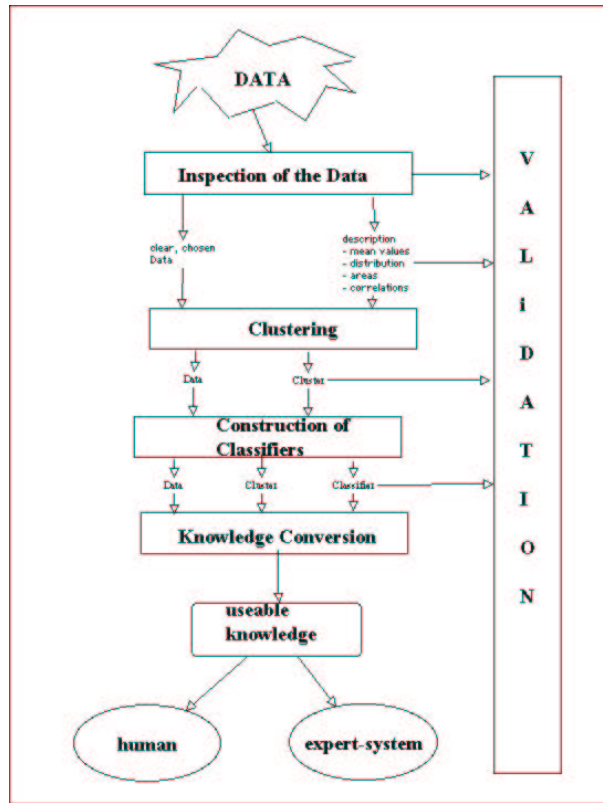 DATA
Inspection of the Data
clear, chosen
Data
description
- mean values
- distribution
- areas
- correlations
Clustering
Data
Cluster
Construction of
Classifiers
Data
Cluster
Classifier
Knowledge Conversion
useable
knowledge
human
expert-system
V
A
L
i
D
A
T
I
O
N